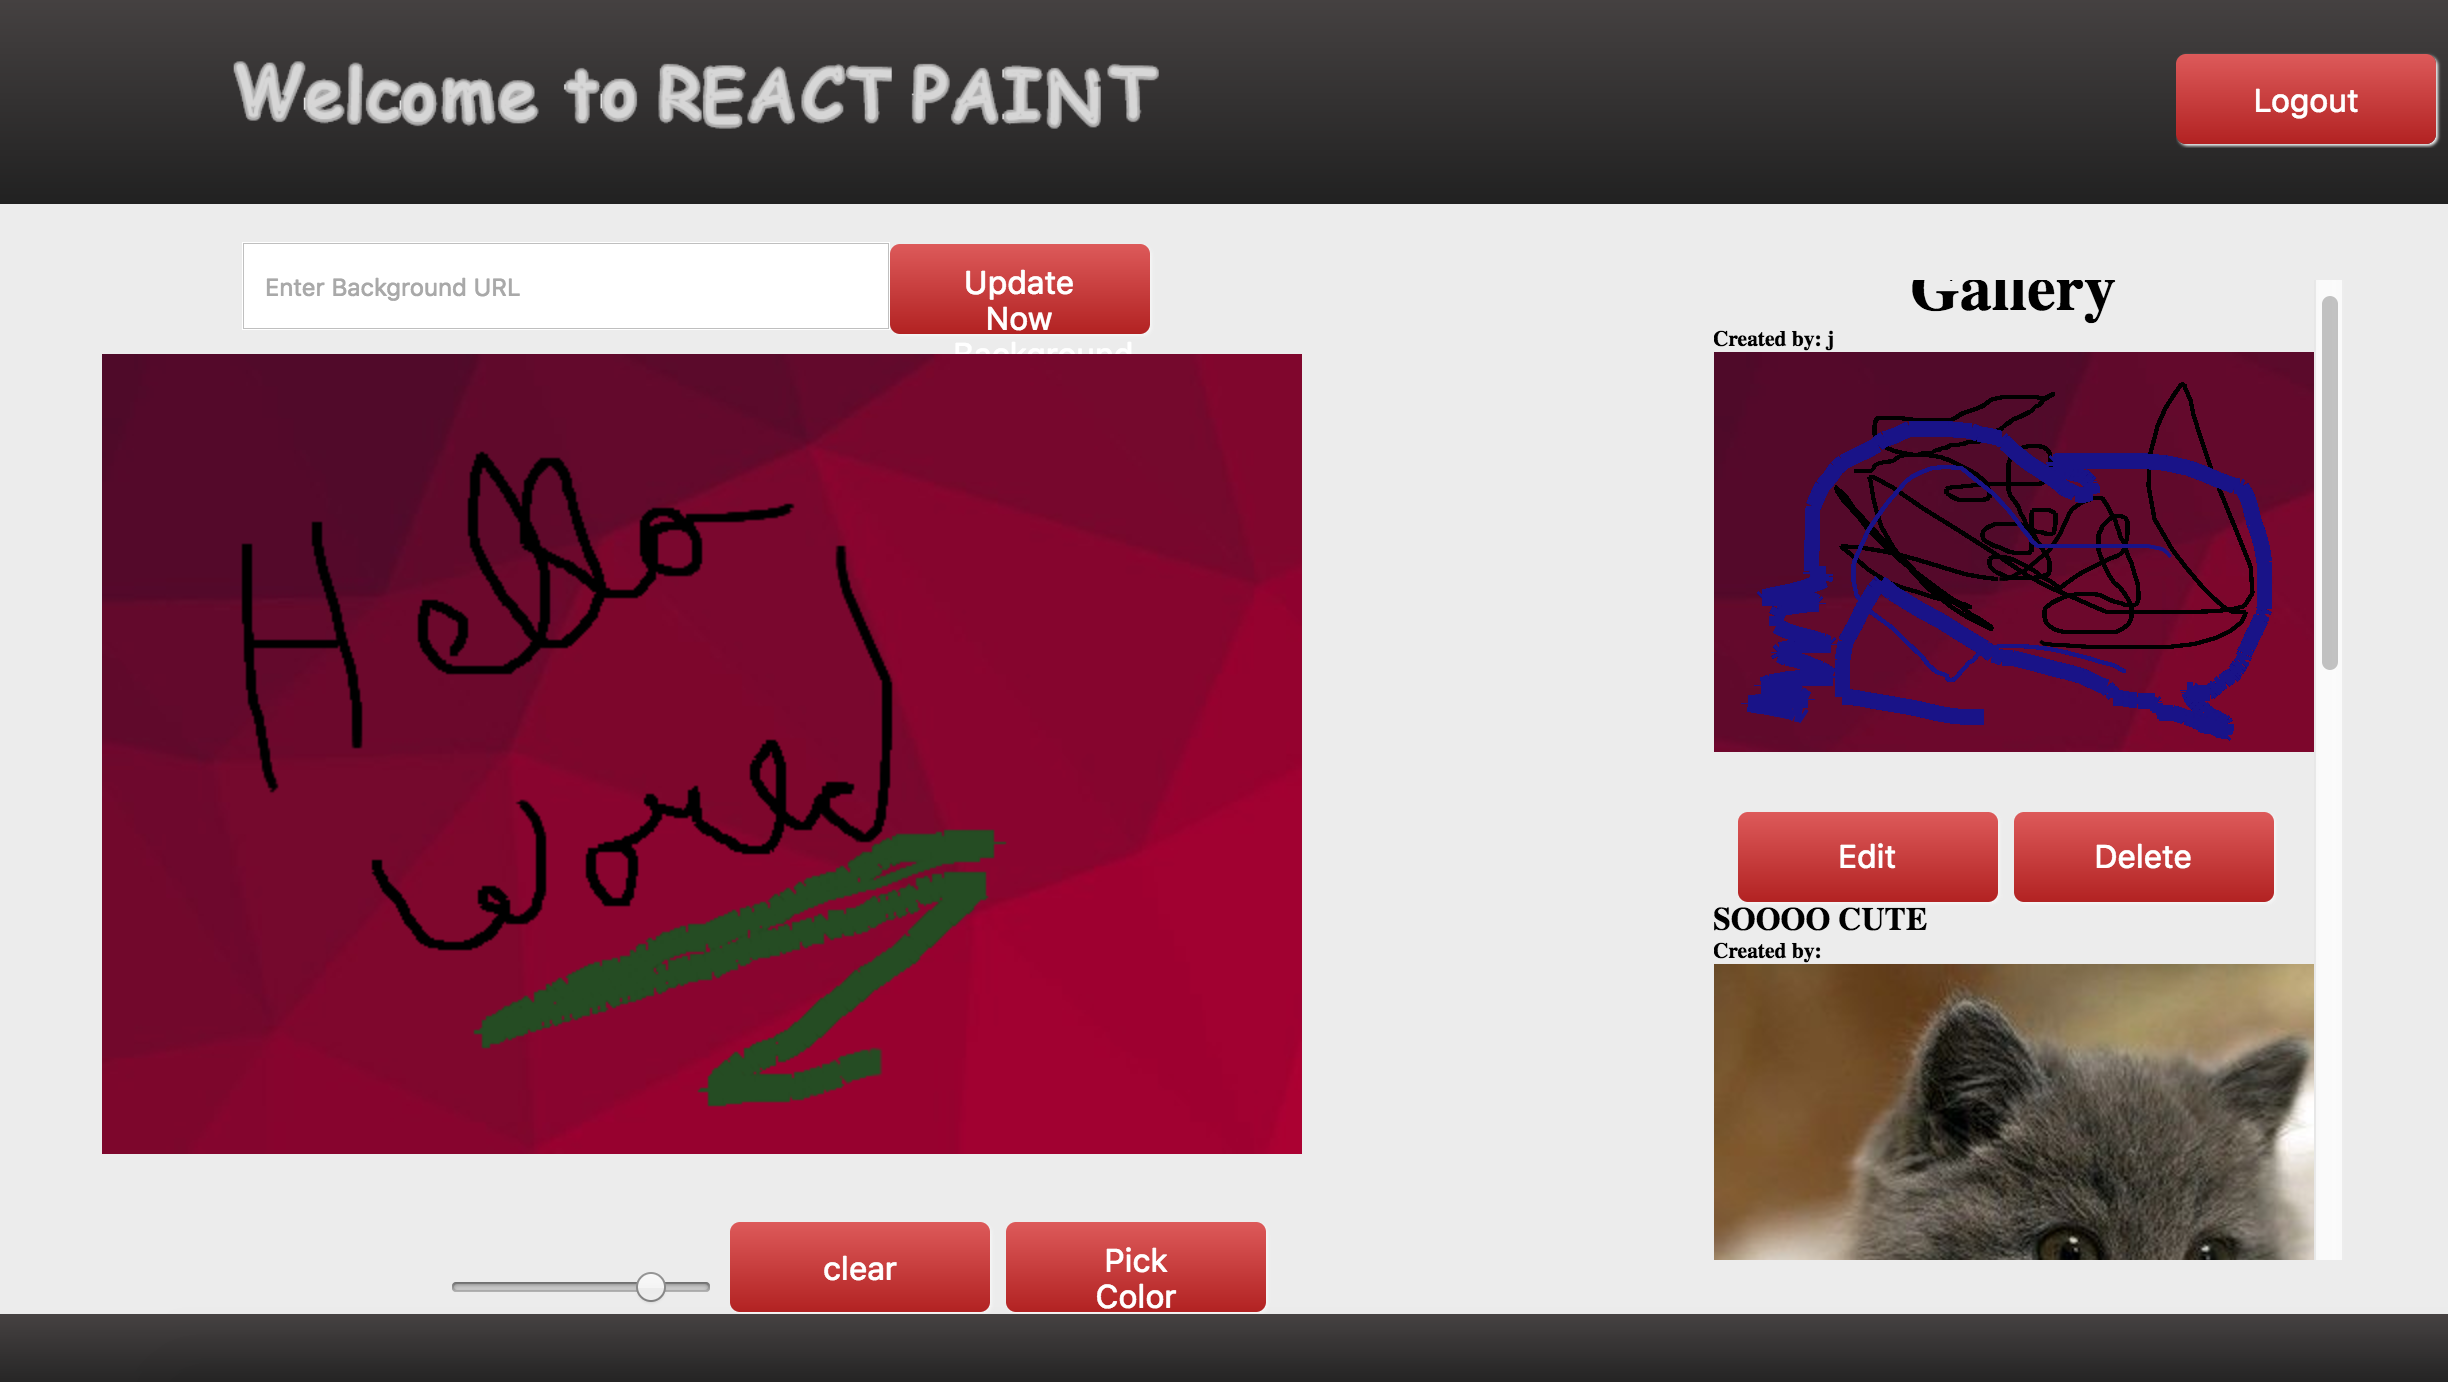 Welcome to REACT PAINT
Logout
Enter Background URL
Update
Now
Background
Gallery
Created by: j
Hello
World
Edit
Delete
SOOOO CUTE
Created by:
clear
Pick
Color